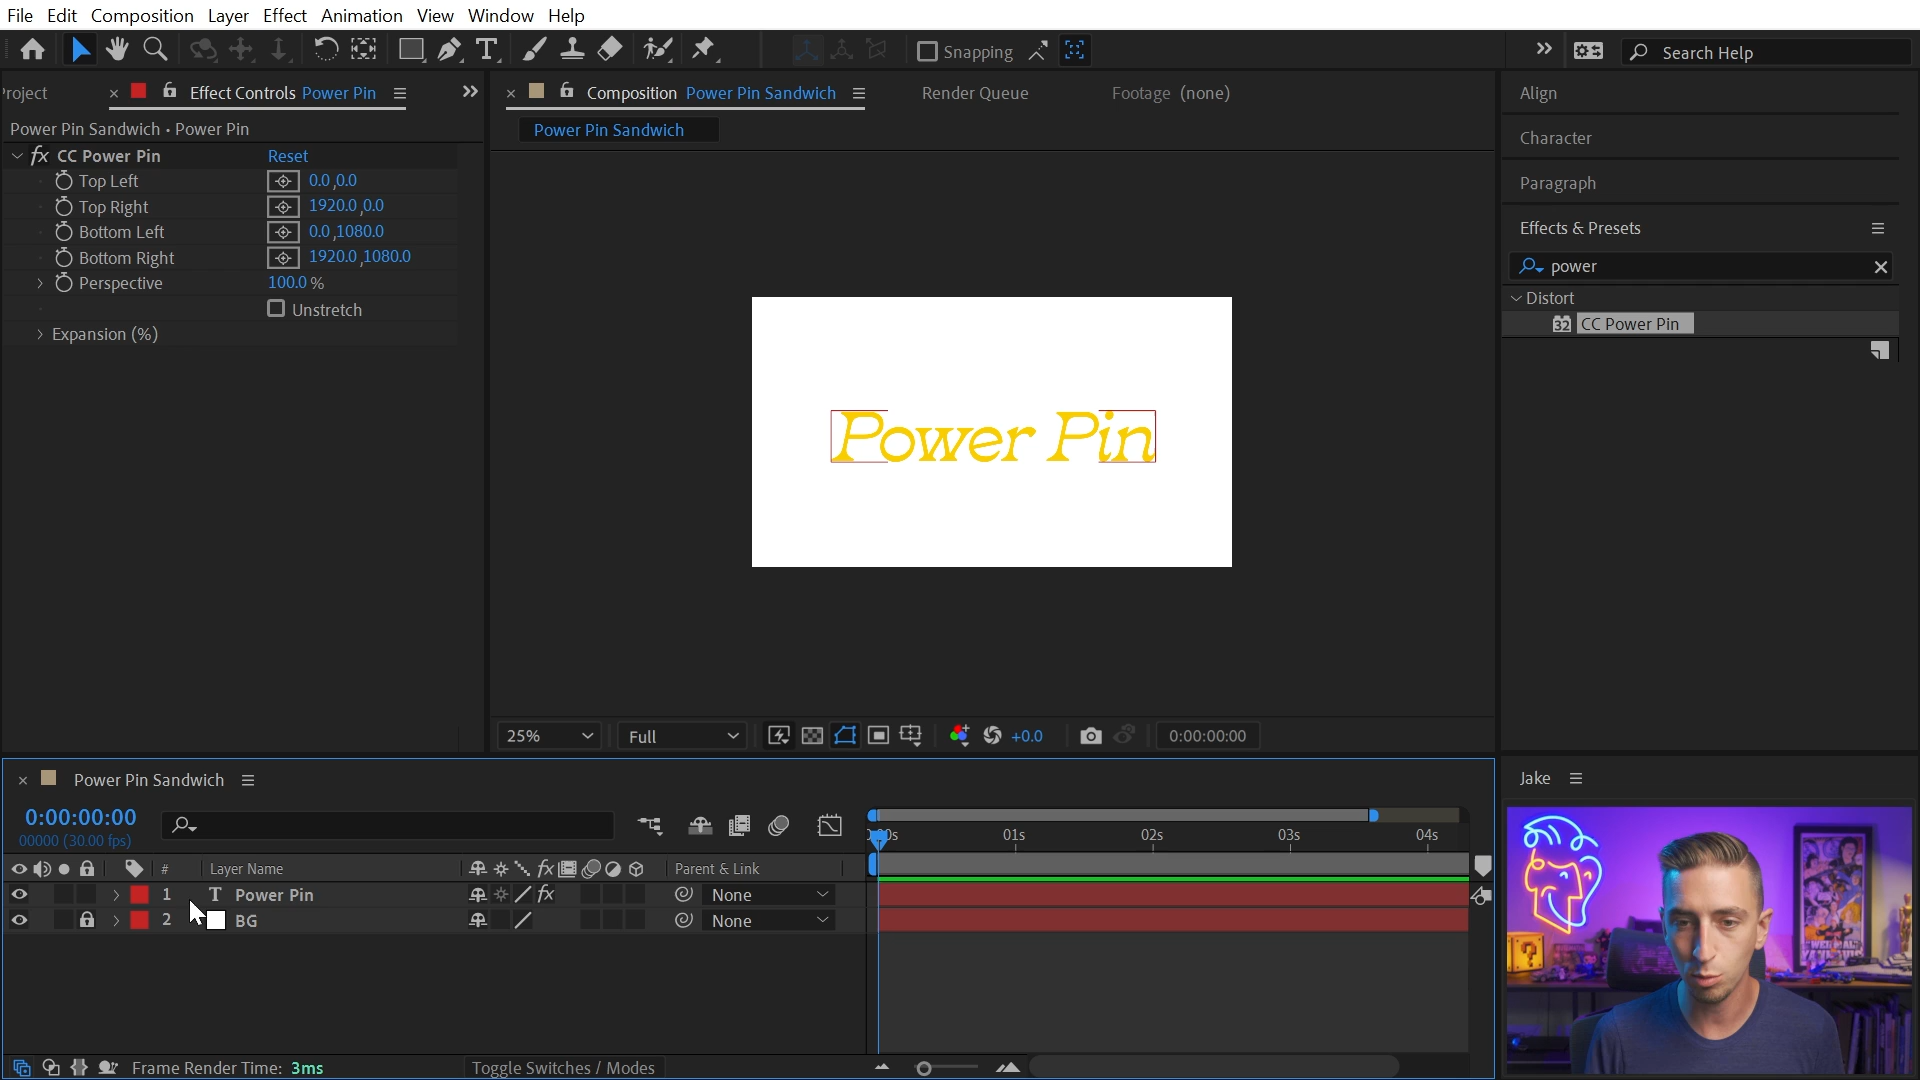 File Edit Composition Layer Effect Animation View Window Help
Snapping
Search Help
roject
Effect Controls Power Pin
Composition Power Pin Sandwich
Render Queue
Footage (none)
Align
Power Pin Sandwich • Power Pin
Power Pin Sandwich
Character
fx CC Power Pin Reset
Top Left 0.0,0.0
Top Right 1920.0,0.0
Bottom Left 0.0,1080.0
Bottom Right 1920.0,1080.0
Perspective 100.0 %
Unstretch
Expansion (%)
Paragraph
Effects & Presets
power
Distort
32 CC Power Pin
Power Pin
25% Full +0.0 0:00:00:00
Power Pin Sandwich
Jake
0:00:00:00
00000 (30.00 fps)
01s 02s 03s 04s
# Layer Name fx Parent & Link
1 T Power Pin fx None
2 BG None
Frame Render Time: 3ms
Toggle Switches / Modes